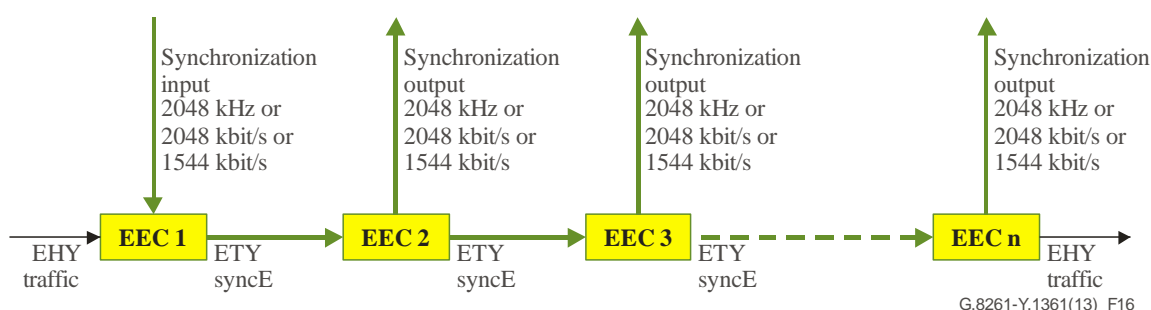 Synchronization
input
2048 kHz or
2048 kbit/s or
1544 kbit/s
Synchronization
output
2048 kHz or
2048 kbit/s or
1544 kbit/s
Synchronization
output
2048 kHz or
2048 kbit/s or
1544 kbit/s
Synchronization
output
2048 kHz or
2048 kbit/s or
1544 kbit/s
EHY
traffic
EEC 1
ETY
syncE
EEC 2
ETY
syncE
EEC 3
ETY
syncE
EEC n
EHY
traffic
G.8261-Y.1361(13)_F16